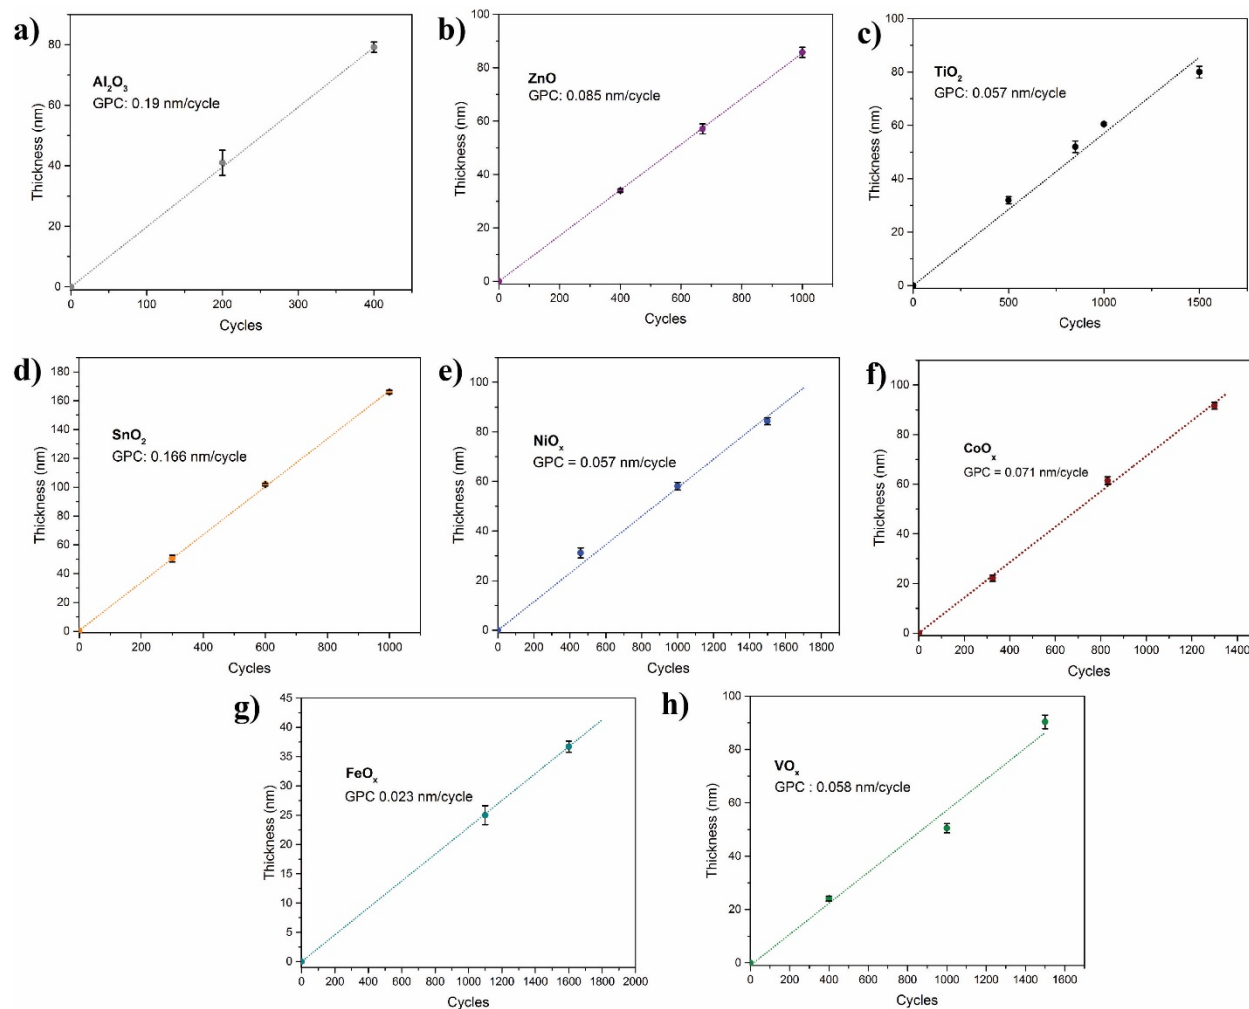 a)
Al₂O₃
GPC: 0.19 nm/cycle
Thickness (nm)
80
60
40
20
0
0 100 200 300 400
Cycles
b)
ZnO
GPC: 0.085 nm/cycle
Thickness (nm)
100
80
60
40
20
0
0 200 400 600 800 1000
Cycles
c)
TiO₂
GPC: 0.057 nm/cycle
Thickness (nm)
100
80
60
40
20
0
0 500 1000 1500
Cycles
d)
SnO₂
GPC: 0.166 nm/cycle
Thickness (nm)
180
160
140
120
100
80
60
40
20
0
0 200 400 600 800 1000
Cycles
e)
NiOₓ
GPC = 0.057 nm/cycle
Thickness (nm)
100
80
60
40
20
0
0 200 400 600 800 1000 1200 1400 1600 1800
Cycles
f)
CoOₓ
GPC = 0.071 nm/cycle
Thickness (nm)
100
80
60
40
20
0
0 200 400 600 800 1000 1200 1400
Cycles
g)
FeOₓ
GPC 0.023 nm/cycle
Thickness (nm)
45
40
35
30
25
20
15
10
5
0
0 200 400 600 800 1000 1200 1400 1600 1800 2000
Cycles
h)
VOₓ
GPC : 0.058 nm/cycle
Thickness (nm)
100
80
60
40
20
0
0 200 400 600 800 1000 1200 1400 1600
Cycles